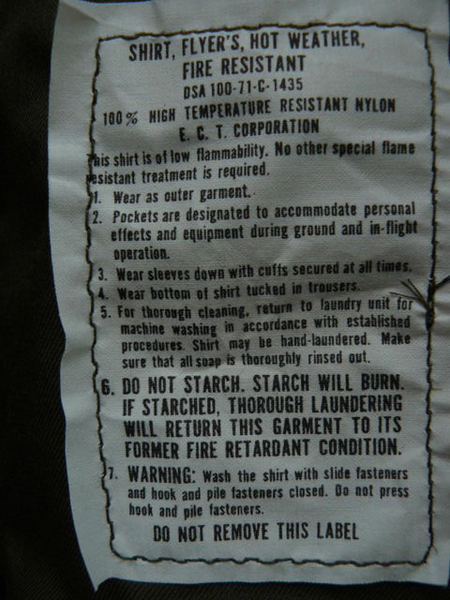 SHIRT, FLYER'S, HOT WEATHER,
FIRE RESISTANT
DSA 100-71-C-1435
100% HIGH TEMPERATURE RESISTANT NYLON
E. C. T. CORPORATION
This shirt is of low flammability. No other special flame
resistant treatment is required.
1. Wear as outer garment.
2. Pockets are designated to accommodate personal
effects and equipment during ground and in-flight
operation.
3. Wear sleeves down with cuffs secured at all times.
4. Wear bottom of shirt tucked in trousers.
5. For thorough cleaning, return to laundry unit for
machine washing in accordance with established
procedures. Shirt may be hand-laundered. Make
sure that all soap is thoroughly rinsed out.
6. DO NOT STARCH. STARCH WILL BURN.
IF STARCHED, THOROUGH LAUNDERING
WILL RETURN THIS GARMENT TO ITS
FORMER FIRE RETARDANT CONDITION.
7. WARNING: Wash the shirt with slide fasteners
and hook and pile fasteners closed. Do not press
hook and pile fasteners.
DO NOT REMOVE THIS LABEL